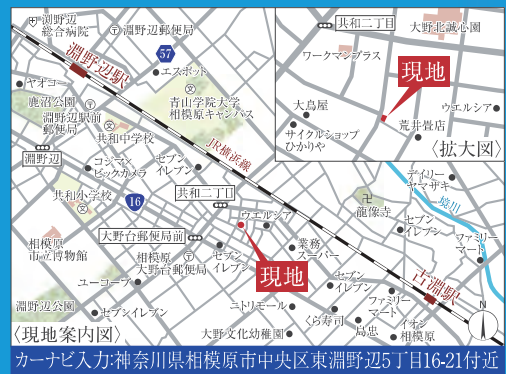 渕野辺
総合病院
淵野辺郵便局
57
エスポット
淵野辺駅
ヤオコー
鹿沼公園
淵野辺駅前
郵便局
青山学院大学
相模原キャンパス
共和中学校
JR横浜線
淵野辺
コジマ×
ビックカメラ
セブン
イレブン
共和小学校
16
共和二丁目
ウエルシア
大野台郵便局前
相模原
市立博物館
相模原
大野台郵便局
セブン
イレブン
現地
業務
スーパー
龍像寺
デイリー
ヤマザキ
境川
セブン
イレブン
ファミリー
マート
古淵駅
ユーコープ
淵野辺公園
セブンイレブン
ニトリモール
セブン
イレブン
くら寿司
ファミリー
マート
島忠
イオン
相模原
大野文化幼稚園
N
〈現地案内図〉
共和二丁目
大野北誠心園
ワークマンプラス
現地
大鳥屋
ウエルシア
サイクルショップ
ひかりや
荒井畳店
〈拡大図〉
カーナビ入力:神奈川県相模原市中央区東淵野辺5丁目16-21付近